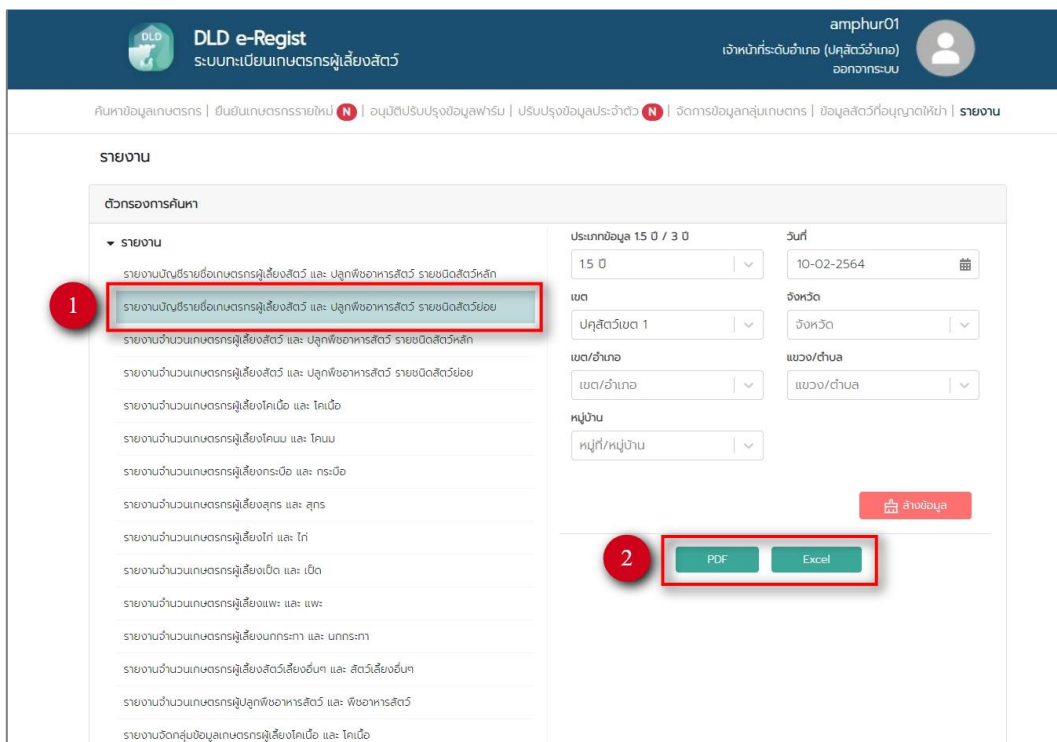 DLD
DLD e-Regist
ระบบทะเบียนเกษตรกรผู้เลี้ยงสัตว์
amphur01
เจ้าหน้าที่ระดับอำเภอ (ปศุสัตว์อำเภอ)
ออกจากระบบ
ค้นหาข้อมูลเกษตรกร | ยืนยันเกษตรกรรายใหม่ N | อนุมัติปรับปรุงข้อมูลฟาร์ม | ปรับปรุงข้อมูลประจำตัว N | จัดการข้อมูลกลุ่มเกษตกร | ข้อมูลสัตว์ที่อนุญาตให้ฆ่า | รายงาน
รายงาน
ตัวกรองการค้นหา
รายงาน
รายงานบัญชีรายชื่อเกษตรกรผู้เลี้ยงสัตว์ และ ปลูกพืชอาหารสัตว์ รายชนิดสัตว์หลัก
1
รายงานบัญชีรายชื่อเกษตรกรผู้เลี้ยงสัตว์ และ ปลูกพืชอาหารสัตว์ รายชนิดสัตว์ย่อย
รายงานจำนวนเกษตรกรผู้เลี้ยงสัตว์ และ ปลูกพืชอาหารสัตว์ รายชนิดสัตว์หลัก
รายงานจำนวนเกษตรกรผู้เลี้ยงสัตว์ และ ปลูกพืชอาหารสัตว์ รายชนิดสัตว์ย่อย
รายงานจำนวนเกษตรกรผู้เลี้ยงโคเนื้อ และ โคเนื้อ
รายงานจำนวนเกษตรกรผู้เลี้ยงโคนม และ โคนม
รายงานจำนวนเกษตรกรผู้เลี้ยงกระบือ และ กระบือ
รายงานจำนวนเกษตรกรผู้เลี้ยงสุกร และ สุกร
รายงานจำนวนเกษตรกรผู้เลี้ยงไก่ และ ไก่
รายงานจำนวนเกษตรกรผู้เลี้ยงเป็ด และ เป็ด
รายงานจำนวนเกษตรกรผู้เลี้ยงแพะ และ แพะ
รายงานจำนวนเกษตรกรผู้เลี้ยงนกกระทา และ นกกระทา
รายงานจำนวนเกษตรกรผู้เลี้ยงสัตว์เลี้ยงอื่นๆ และ สัตว์เลี้ยงอื่นๆ
รายงานจำนวนเกษตรกรผู้ปลูกพืชอาหารสัตว์ และ พืชอาหารสัตว์
รายงานจัดกลุ่มข้อมูลเกษตรกรผู้เลี้ยงโคเนื้อ และ โคเนื้อ
ประเภทข้อมูล 1.5 ปี / 3 ปี
วันที่
1.5 ปี
10-02-2564
เขต
จังหวัด
ปศุสัตว์เขต 1
จังหวัด
เขต/อำเภอ
แขวง/ตำบล
เขต/อำเภอ
แขวง/ตำบล
หมู่บ้าน
หมู่ที่/หมู่บ้าน
ล้างข้อมูล
2
PDF
Excel